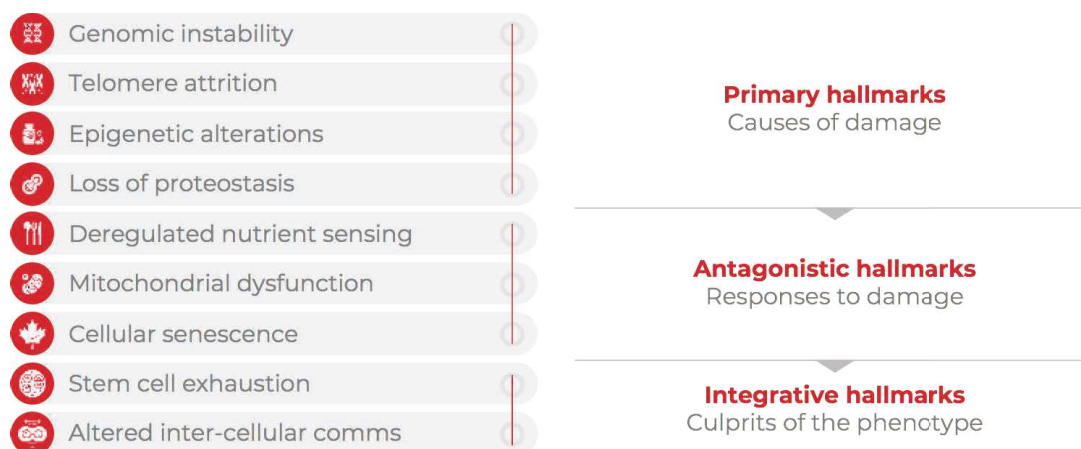 Genomic instability
Telomere attrition
Epigenetic alterations
Loss of proteostasis
Deregulated nutrient sensing
Mitochondrial dysfunction
Cellular senescence
Stem cell exhaustion
Altered inter-cellular comms
Primary hallmarks
Causes of damage
Antagonistic hallmarks
Responses to damage
Integrative hallmarks
Culprits of the phenotype